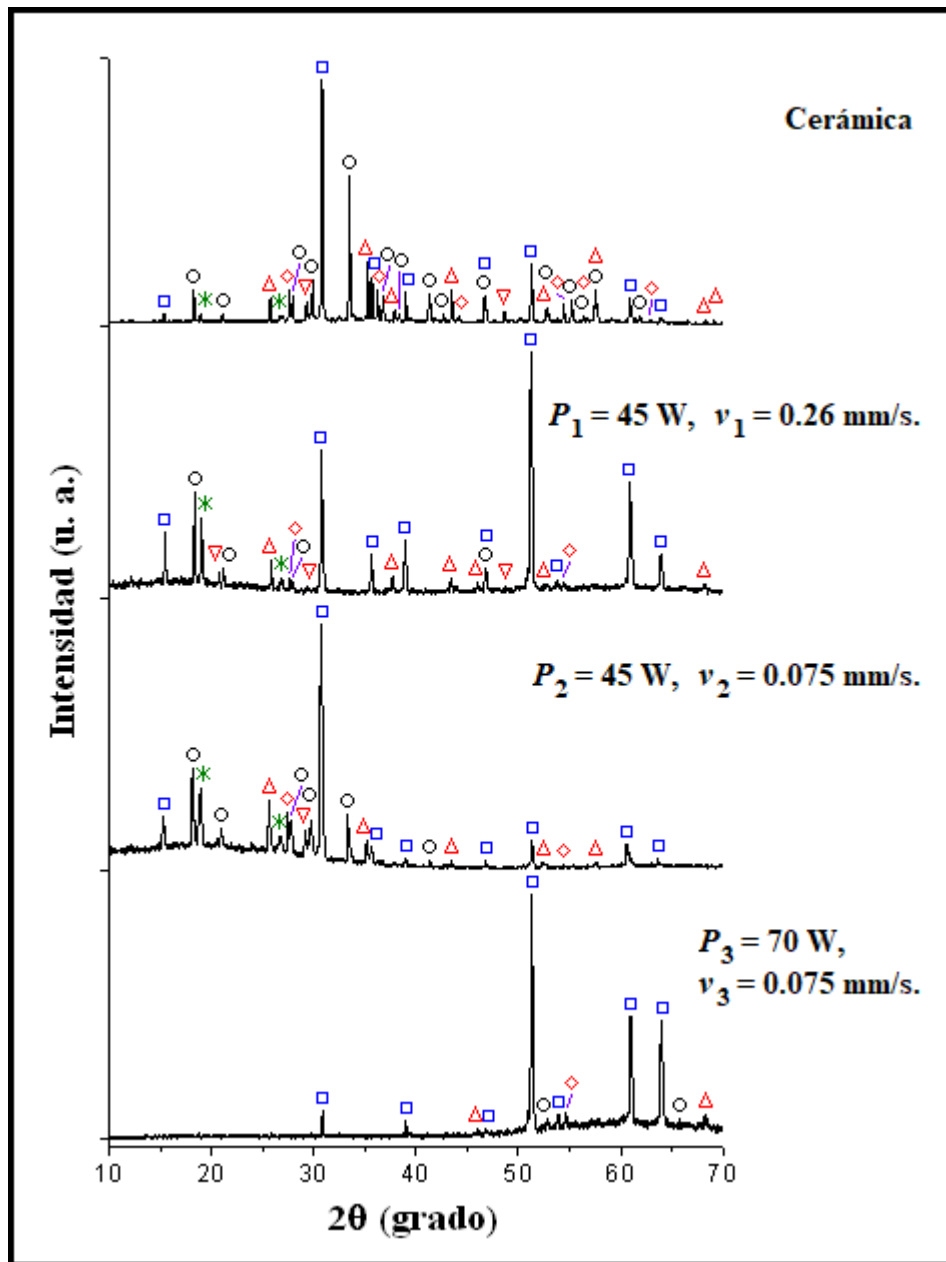 Cerámica
P1 = 45 W, v1 = 0.26 mm/s.
P2 = 45 W, v2 = 0.075 mm/s.
P3 = 70 W,
v3 = 0.075 mm/s.
Intensidad (u. a.)
10 20 30 40 50 60 70
2θ (grado)